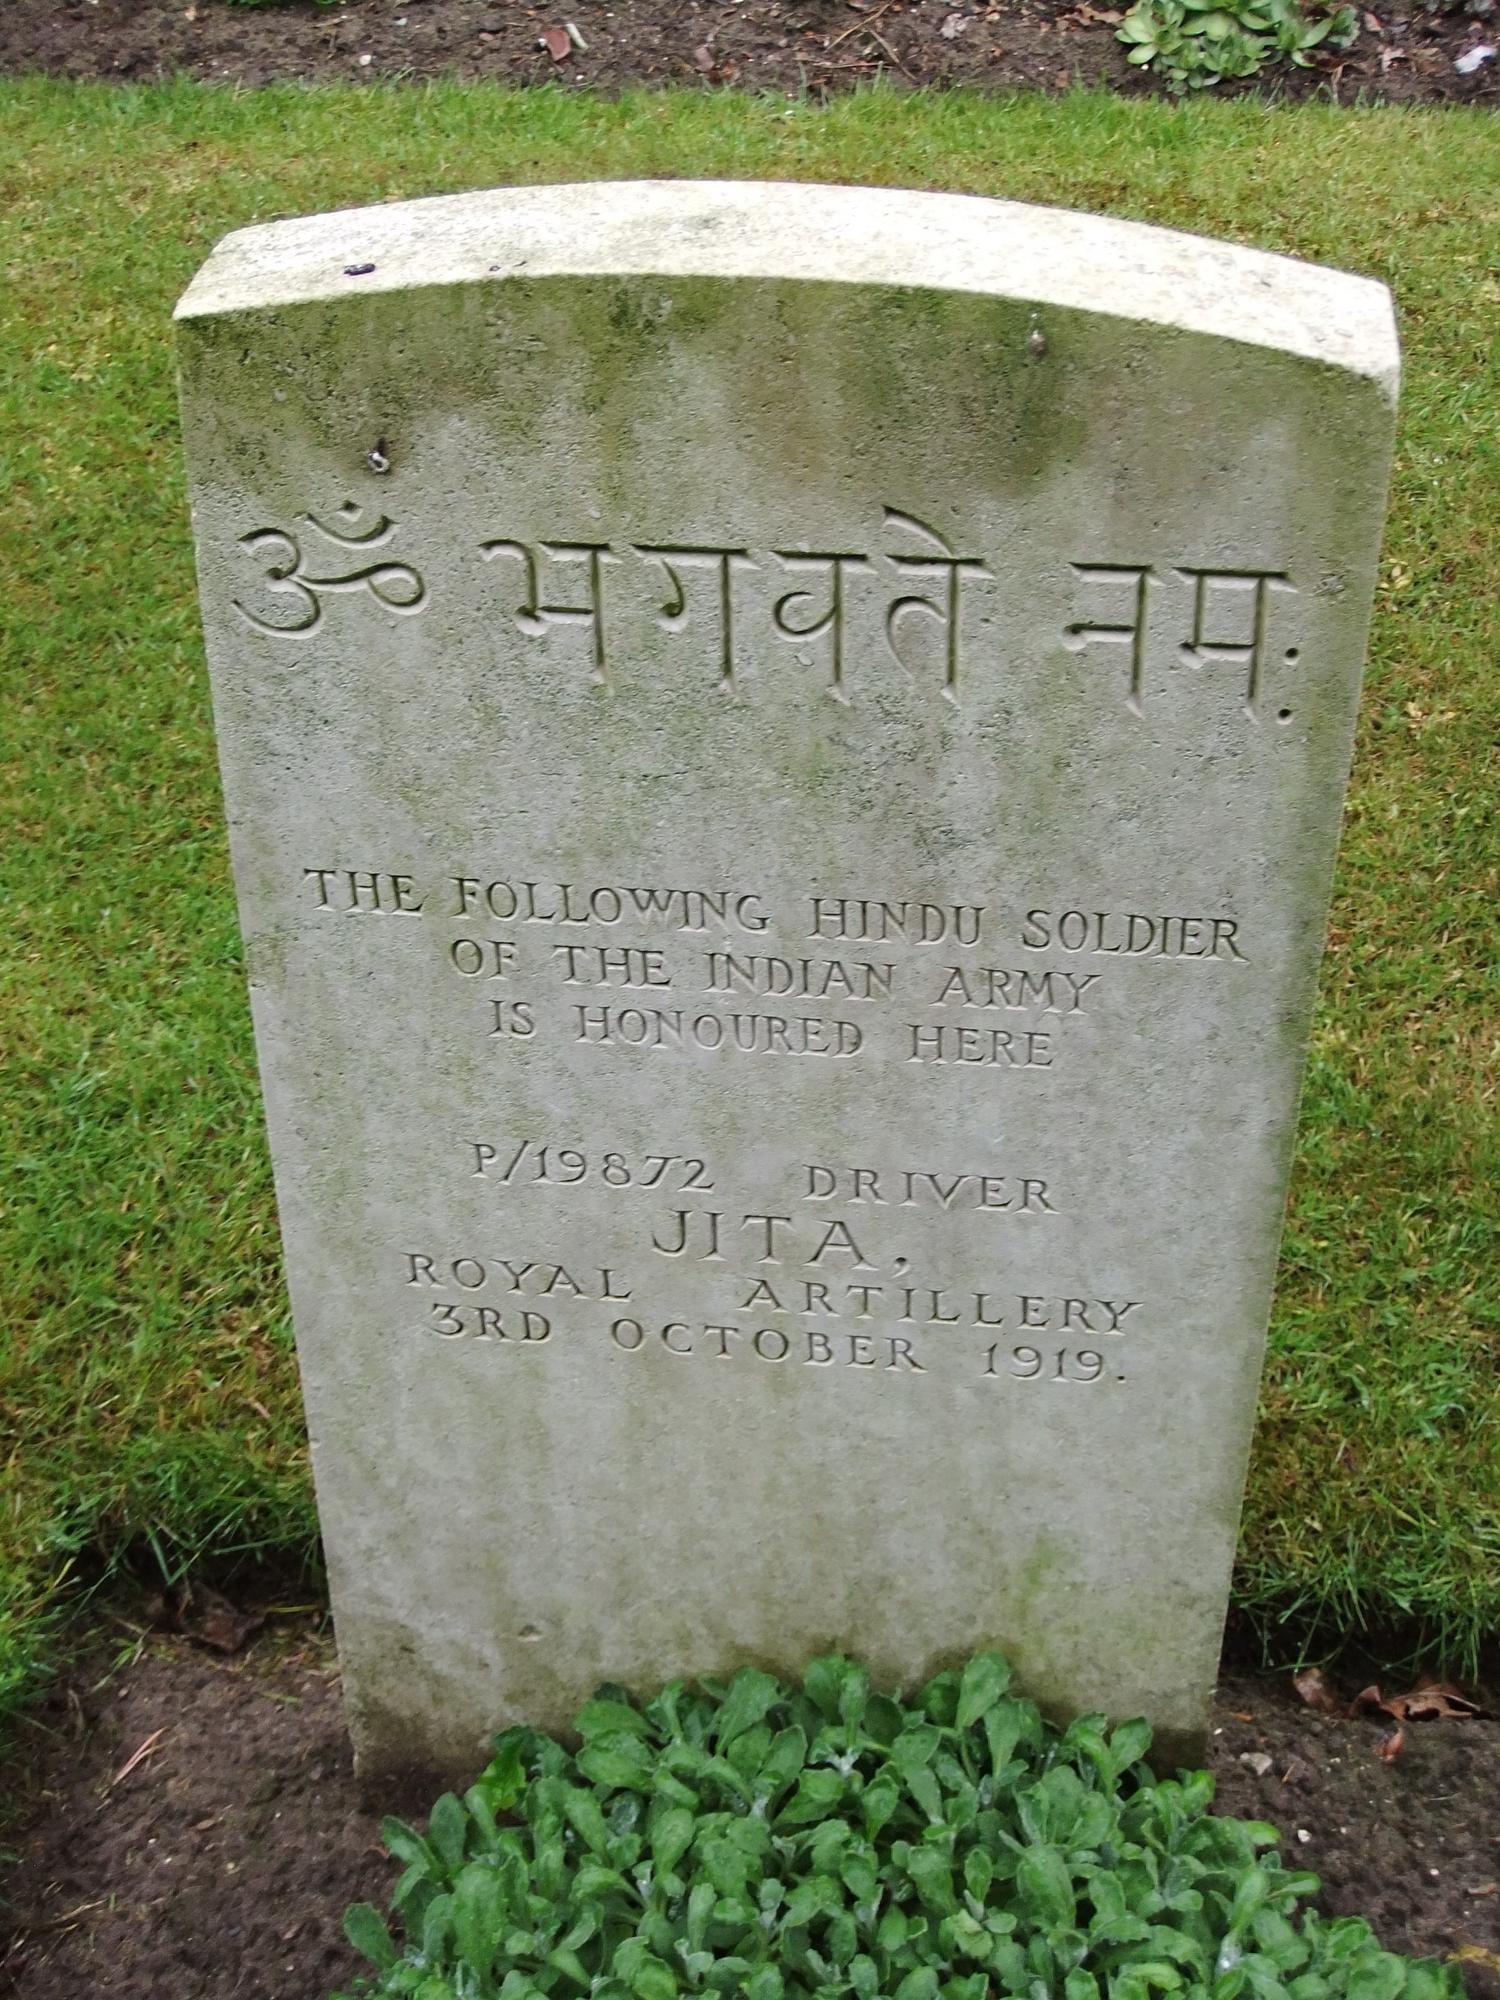 ॐ भगवते नमः
THE FOLLOWING HINDU SOLDIER
OF THE INDIAN ARMY
IS HONOURED HERE
P/19872 DRIVER
JITA,
ROYAL ARTILLERY
3RD OCTOBER 1919.